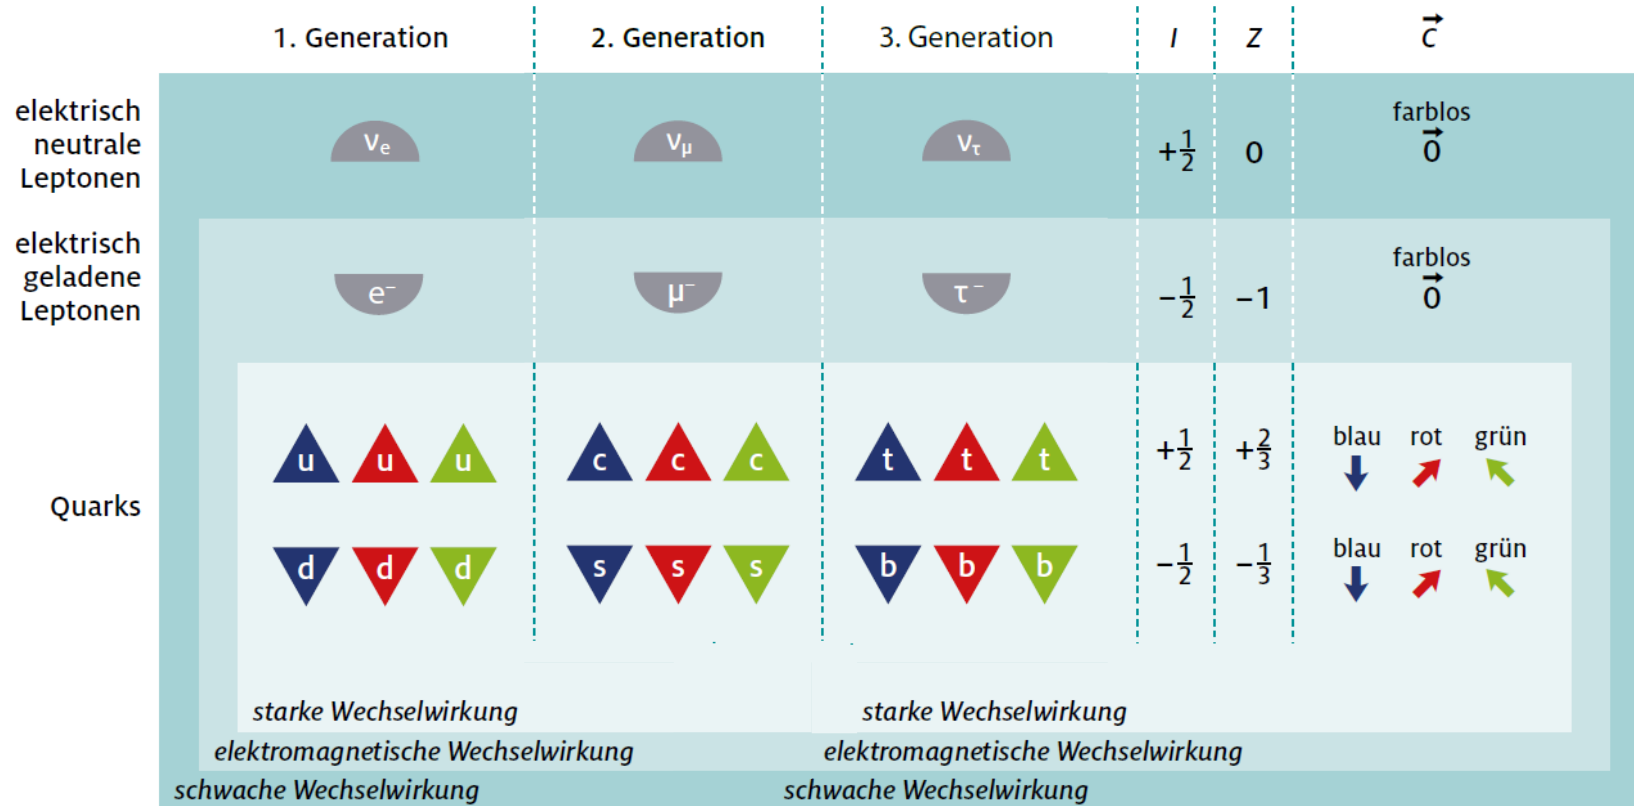 1. Generation 2. Generation 3. Generation I Z C⃗
elektrisch
neutrale
Leptonen
νe νμ ντ +1/2 0 farblos 0⃗
elektrisch
geladene
Leptonen
e⁻ μ⁻ τ⁻ −1/2 −1 farblos 0⃗
Quarks
u u u c c c t t t +1/2 +2/3 blau rot grün
d d d s s s b b b −1/2 −1/3 blau rot grün
starke Wechselwirkung starke Wechselwirkung
elektromagnetische Wechselwirkung elektromagnetische Wechselwirkung
schwache Wechselwirkung schwache Wechselwirkung